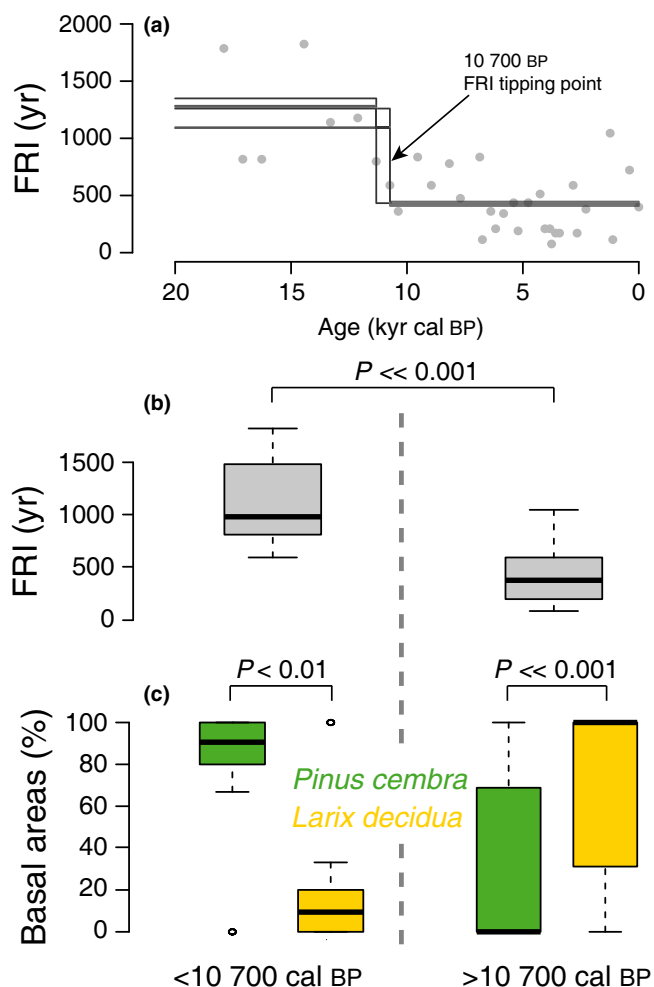 (a)
2000
1500
1000
500
0
FRI (yr)
10 700 BP
FRI tipping point
20
15
10
5
0
Age (kyr cal BP)
P << 0.001
(b)
1500
1000
500
0
FRI (yr)
P < 0.01
P << 0.001
(c)
100
80
60
40
20
0
Basal areas (%)
Pinus cembra
Larix decidua
<10 700 cal BP
>10 700 cal BP